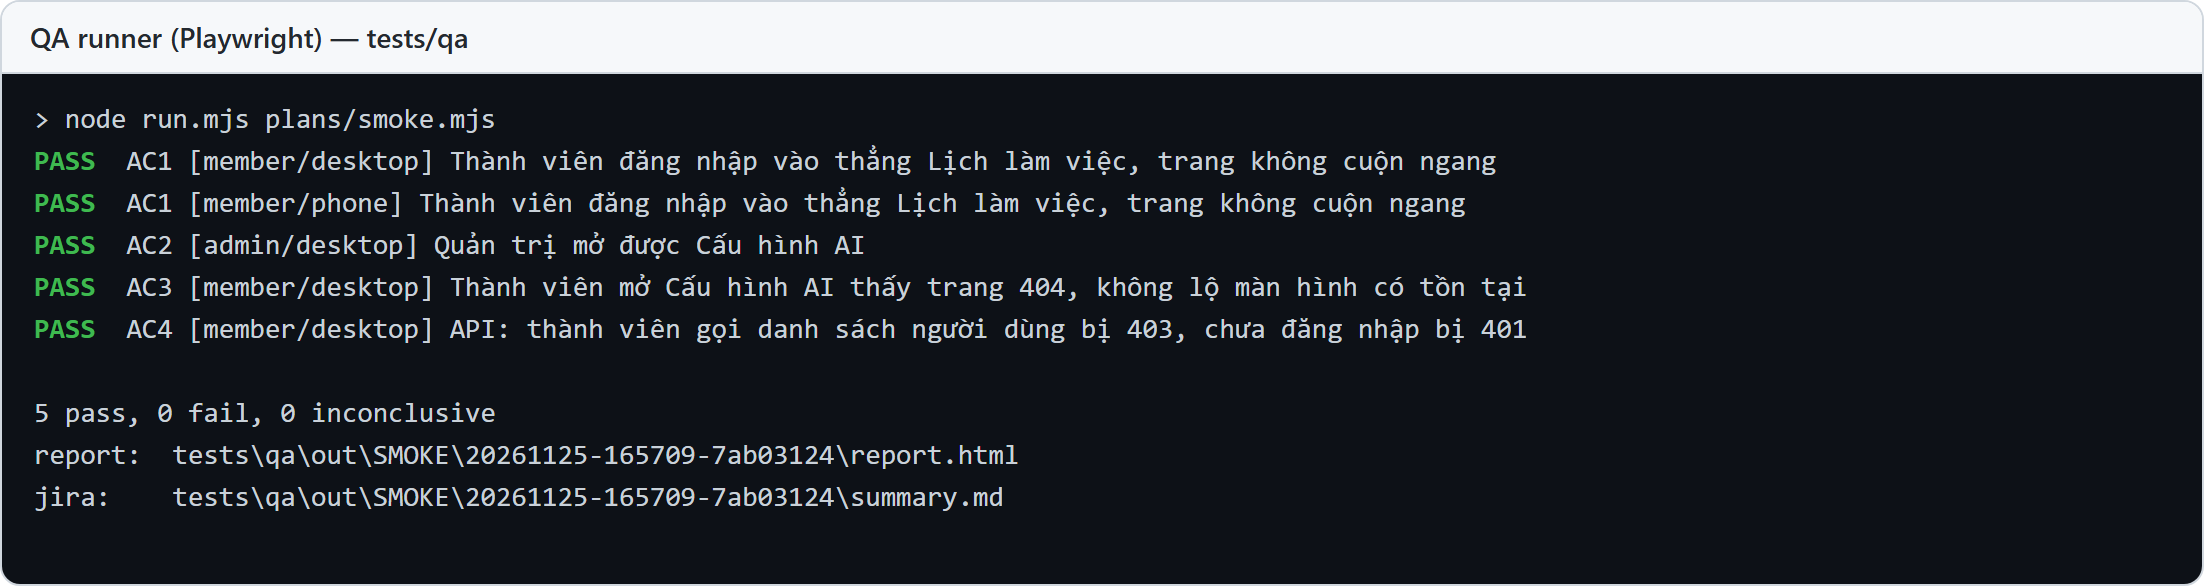 QA runner (Playwright) — tests/qa
> node run.mjs plans/smoke.mjs
PASS  AC1 [member/desktop] Thành viên đăng nhập vào thẳng Lịch làm việc, trang không cuộn ngang
PASS  AC1 [member/phone] Thành viên đăng nhập vào thẳng Lịch làm việc, trang không cuộn ngang
PASS  AC2 [admin/desktop] Quản trị mở được Cấu hình AI
PASS  AC3 [member/desktop] Thành viên mở Cấu hình AI thấy trang 404, không lộ màn hình có tồn tại
PASS  AC4 [member/desktop] API: thành viên gọi danh sách người dùng bị 403, chưa đăng nhập bị 401
5 pass, 0 fail, 0 inconclusive
report:  tests\qa\out\SMOKE\20261125-165709-7ab03124\report.html
jira:    tests\qa\out\SMOKE\20261125-165709-7ab03124\summary.md